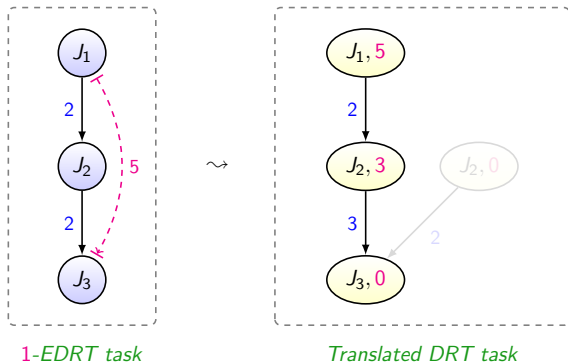 J₁
2
J₂
5
2
J₃
1-EDRT task
⇝
J₁, 5
2
J₂, 3
J₂, 0
3
2
J₃, 0
Translated DRT task